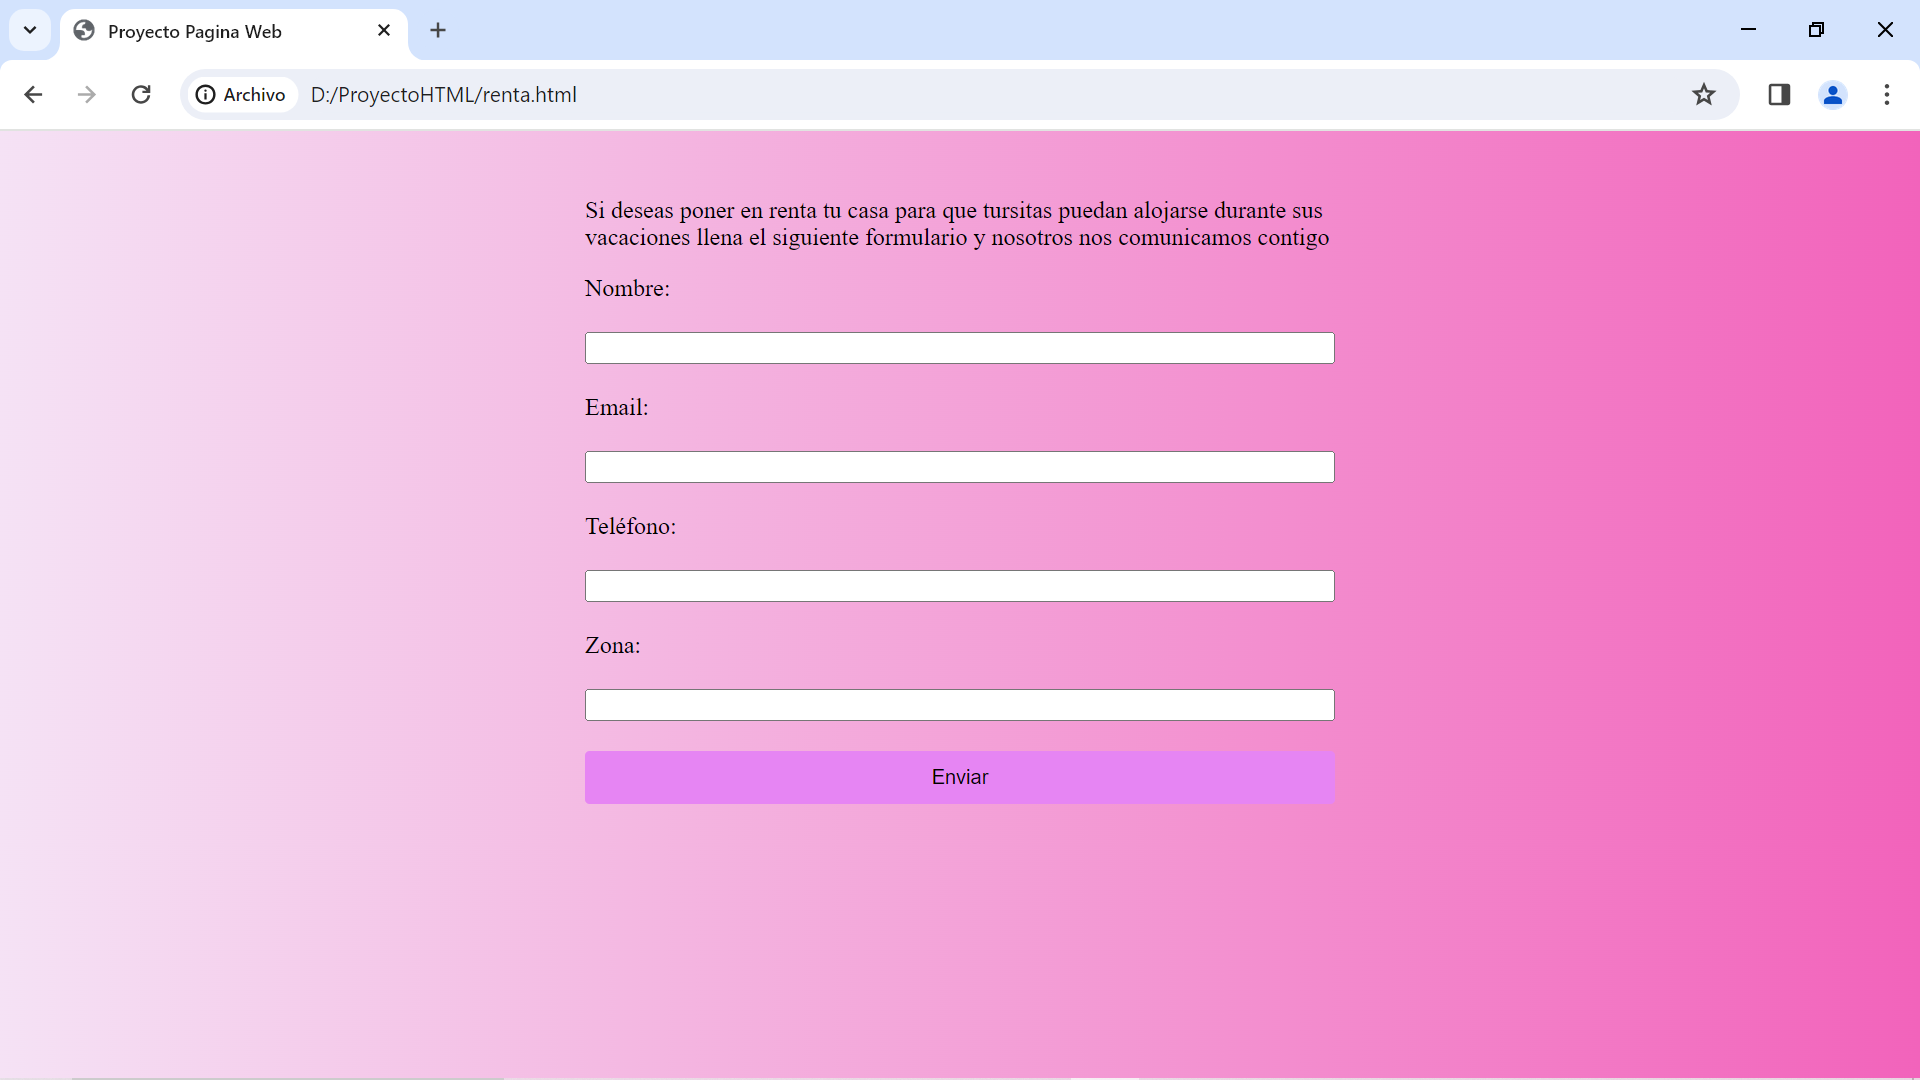 Proyecto Pagina Web
Archivo D:/ProyectoHTML/renta.html
Si deseas poner en renta tu casa para que tursitas puedan alojarse durante sus
vacaciones llena el siguiente formulario y nosotros nos comunicamos contigo
Nombre:
Email:
Teléfono:
Zona:
Enviar